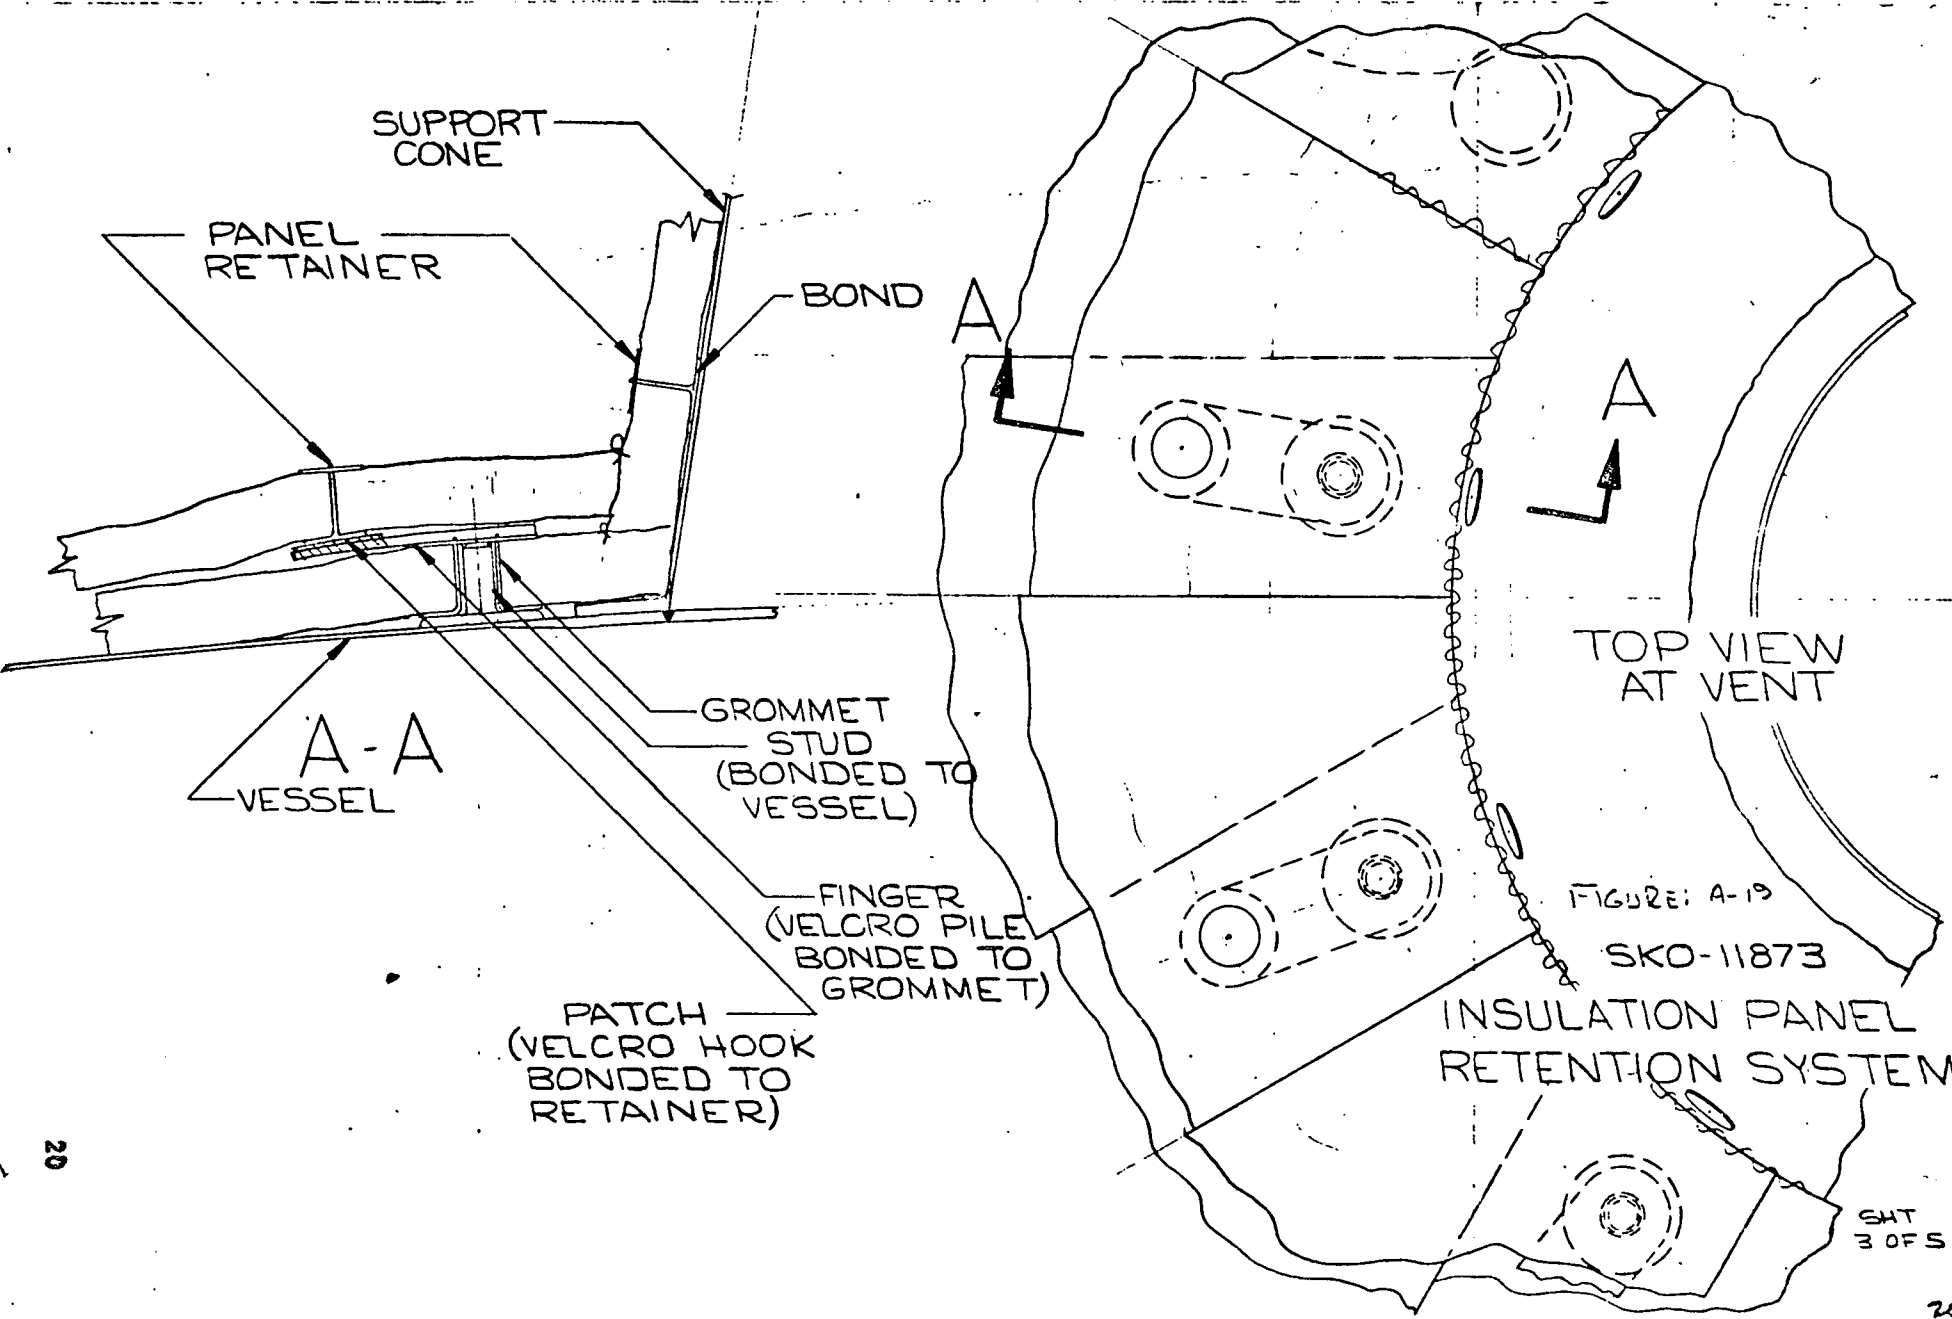 SUPPORT
CONE
PANEL
RETAINER
BOND
A
A
GROMMET
STUD
(BONDED TO
VESSEL)
A-A
VESSEL
FINGER
(VELCRO PILE
BONDED TO
GROMMET)
PATCH
(VELCRO HOOK
BONDED TO
RETAINER)
TOP VIEW
AT VENT
FIGURE: A-19
SKO-11873
INSULATION PANEL
RETENTION SYSTEM
SHT
3 OF 5
20